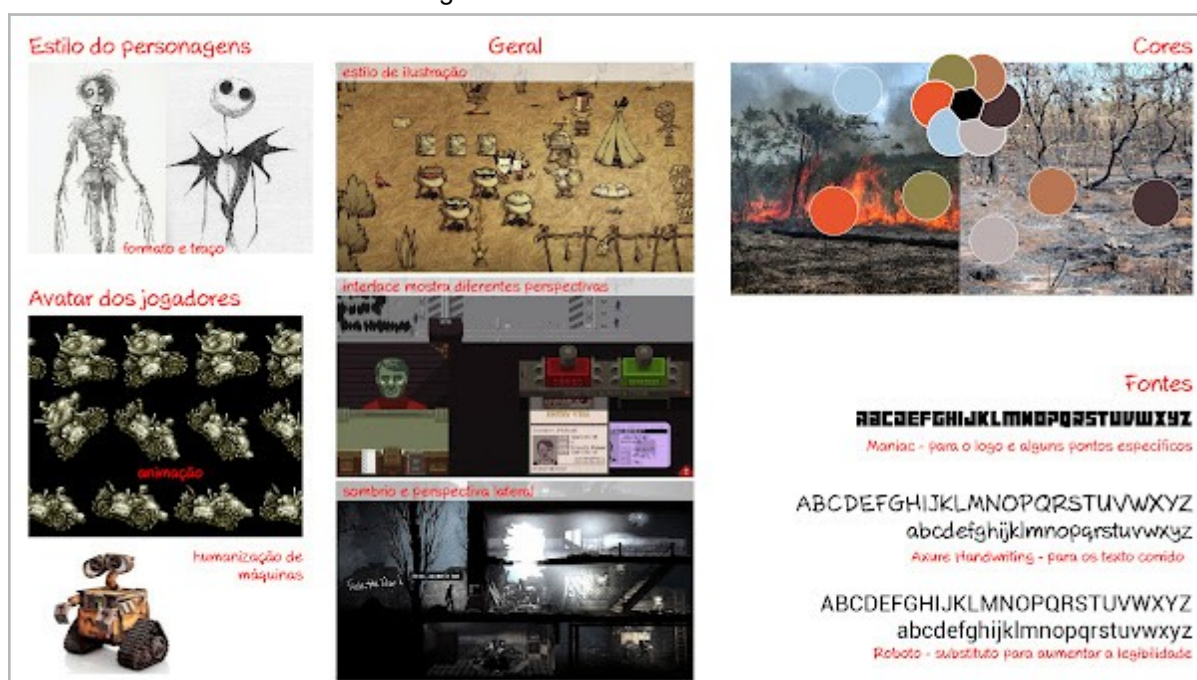 Estilo do personagens
formato e traço
Avatar dos jogadores
animação
humanização de
máquinas
Geral
estilo de ilustração
interface mostra diferentes perspectivas
sombrio e perspectiva lateral
Cores
Fontes
ABCDEFGHIJKLMNOPQRSTUVWXYZ
Maniac - para o logo e alguns pontos especificos
ABCDEFGHIJKLMNOPQRSTUVWXYZ
abcdefghijklmnopqrstuvwxyz
Axure Handwriting - para os texto corrido
ABCDEFGHIJKLMNOPQRSTUVWXYZ
abcdefghijklmnopqrstuvwxyz
Roboto - substituto para aumentar a legibilidade